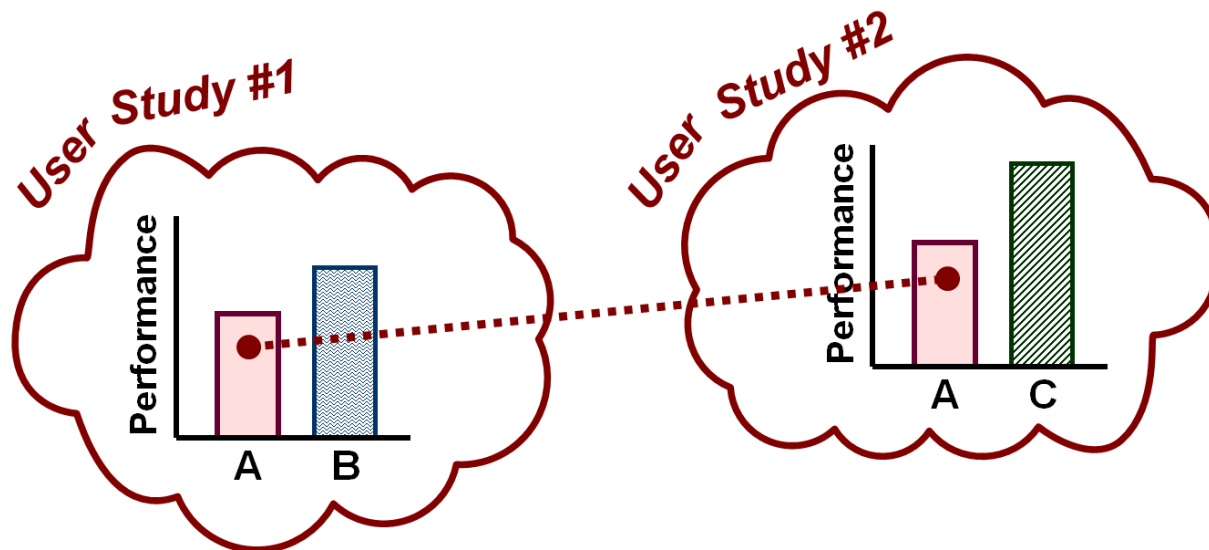 User Study #1
Performance
A B
User Study #2
Performance
A C